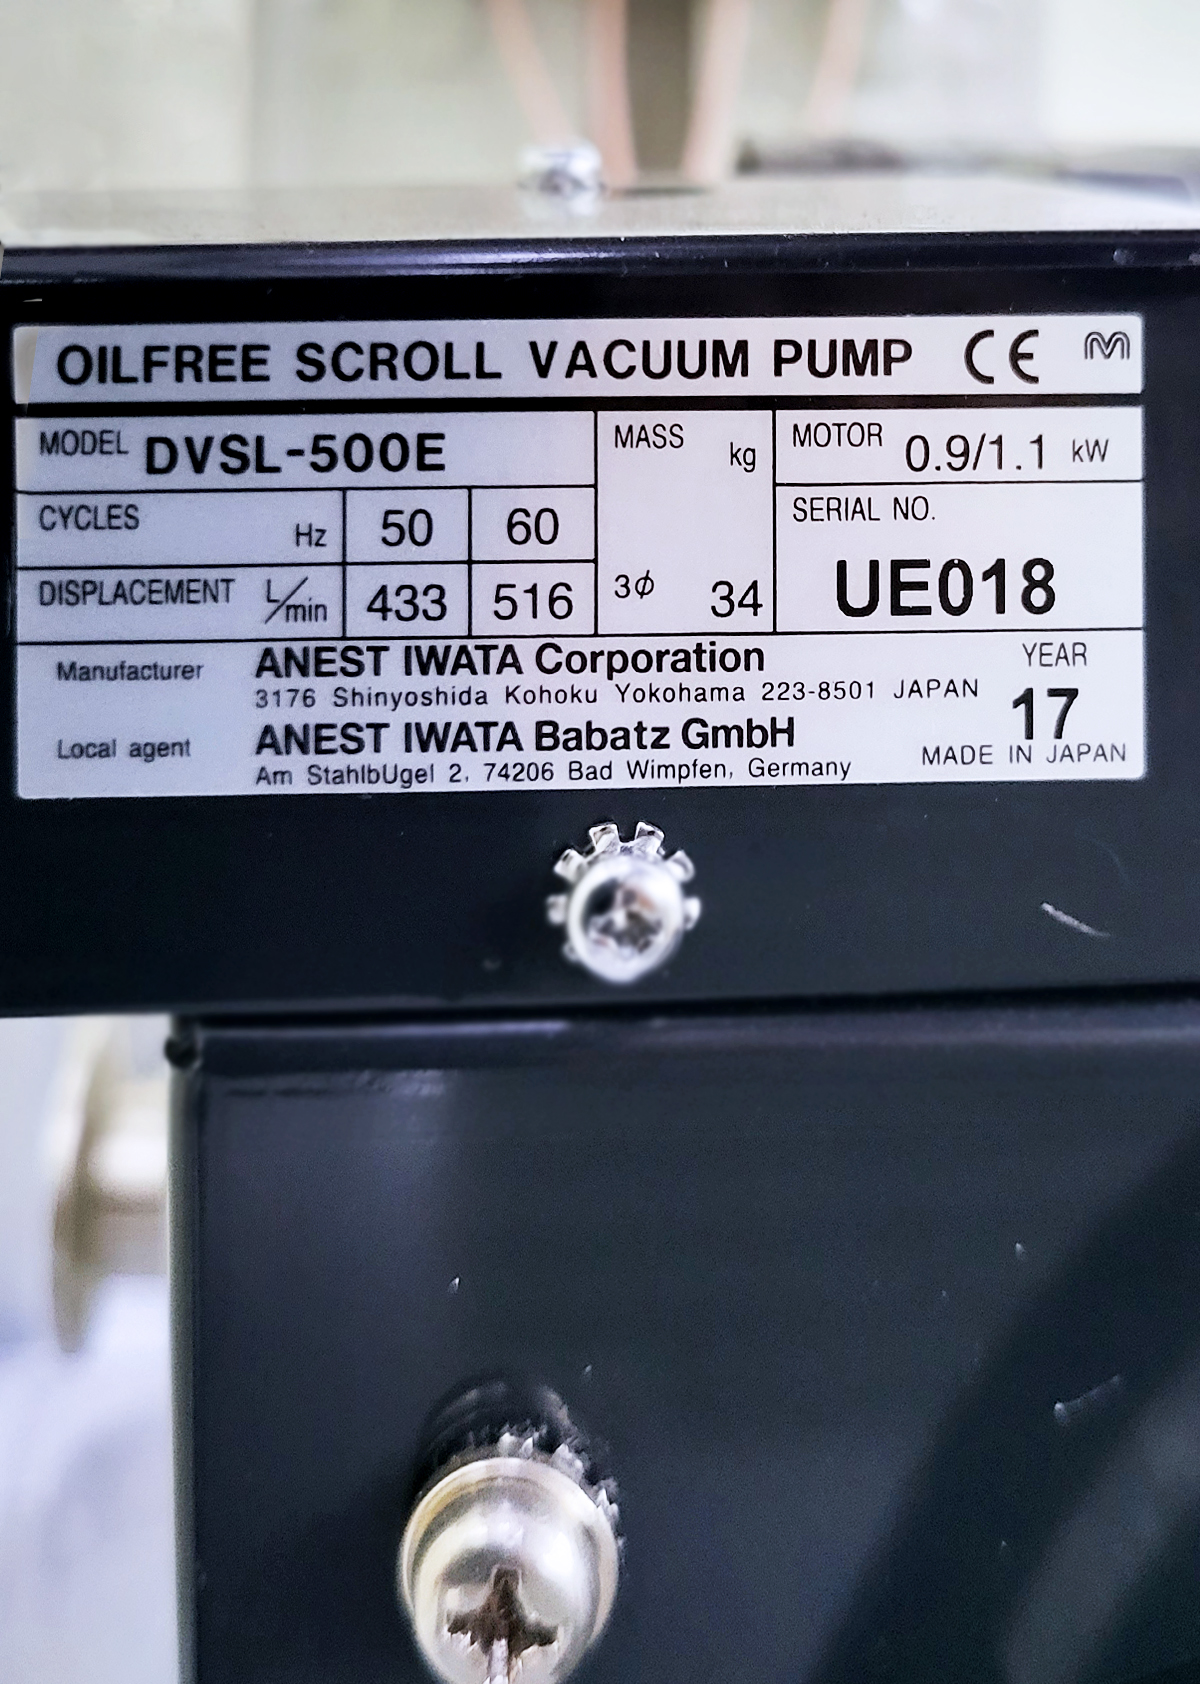 OILFREE SCROLL VACUUM PUMP CE
MODEL DVSL-500E
MASS kg
MOTOR 0.9/1.1 kW
CYCLES Hz 50 60
SERIAL NO.
DISPLACEMENT L/min 433 516
3ϕ 34
UE018
Manufacturer ANEST IWATA Corporation
YEAR
3176 Shinyoshida Kohoku Yokohama 223-8501 JAPAN
17
Local agent ANEST IWATA Babatz GmbH
MADE IN JAPAN
Am StahlbUgel 2, 74206 Bad Wimpfen, Germany